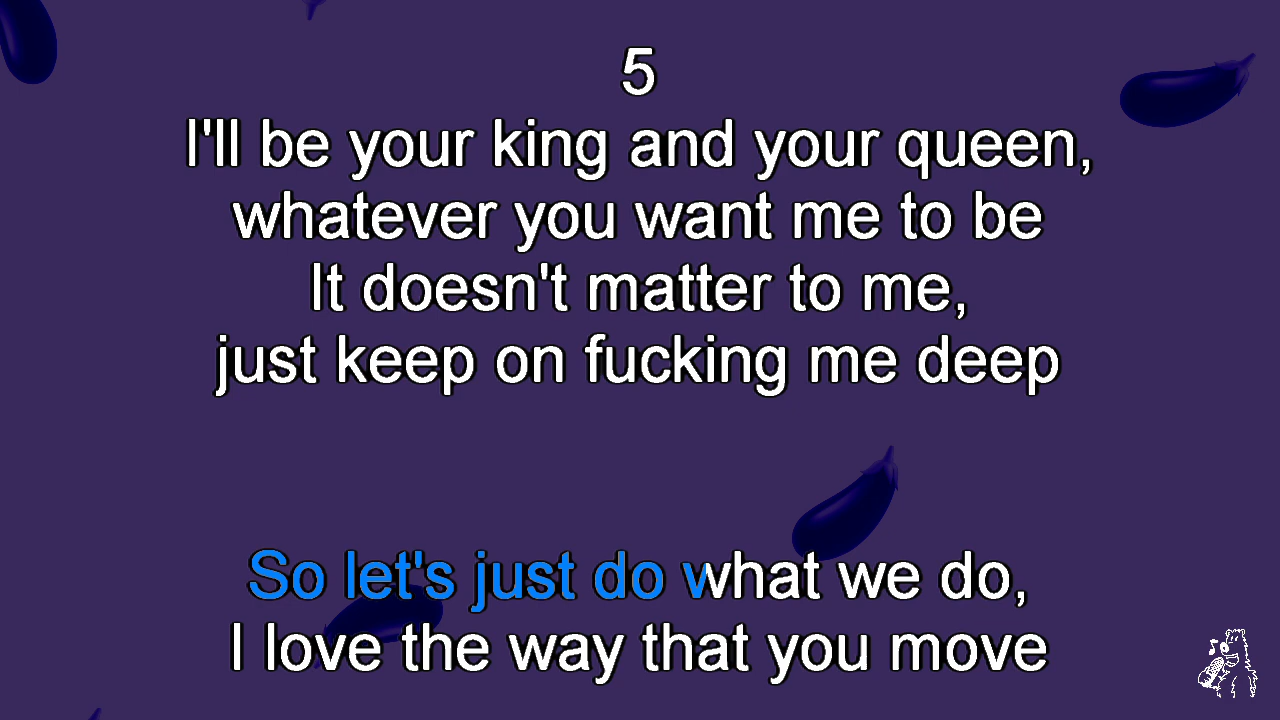 5
I'll be your king and your queen,
whatever you want me to be
It doesn't matter to me,
just keep on fucking me deep
So let's just do what we do,
I love the way that you move